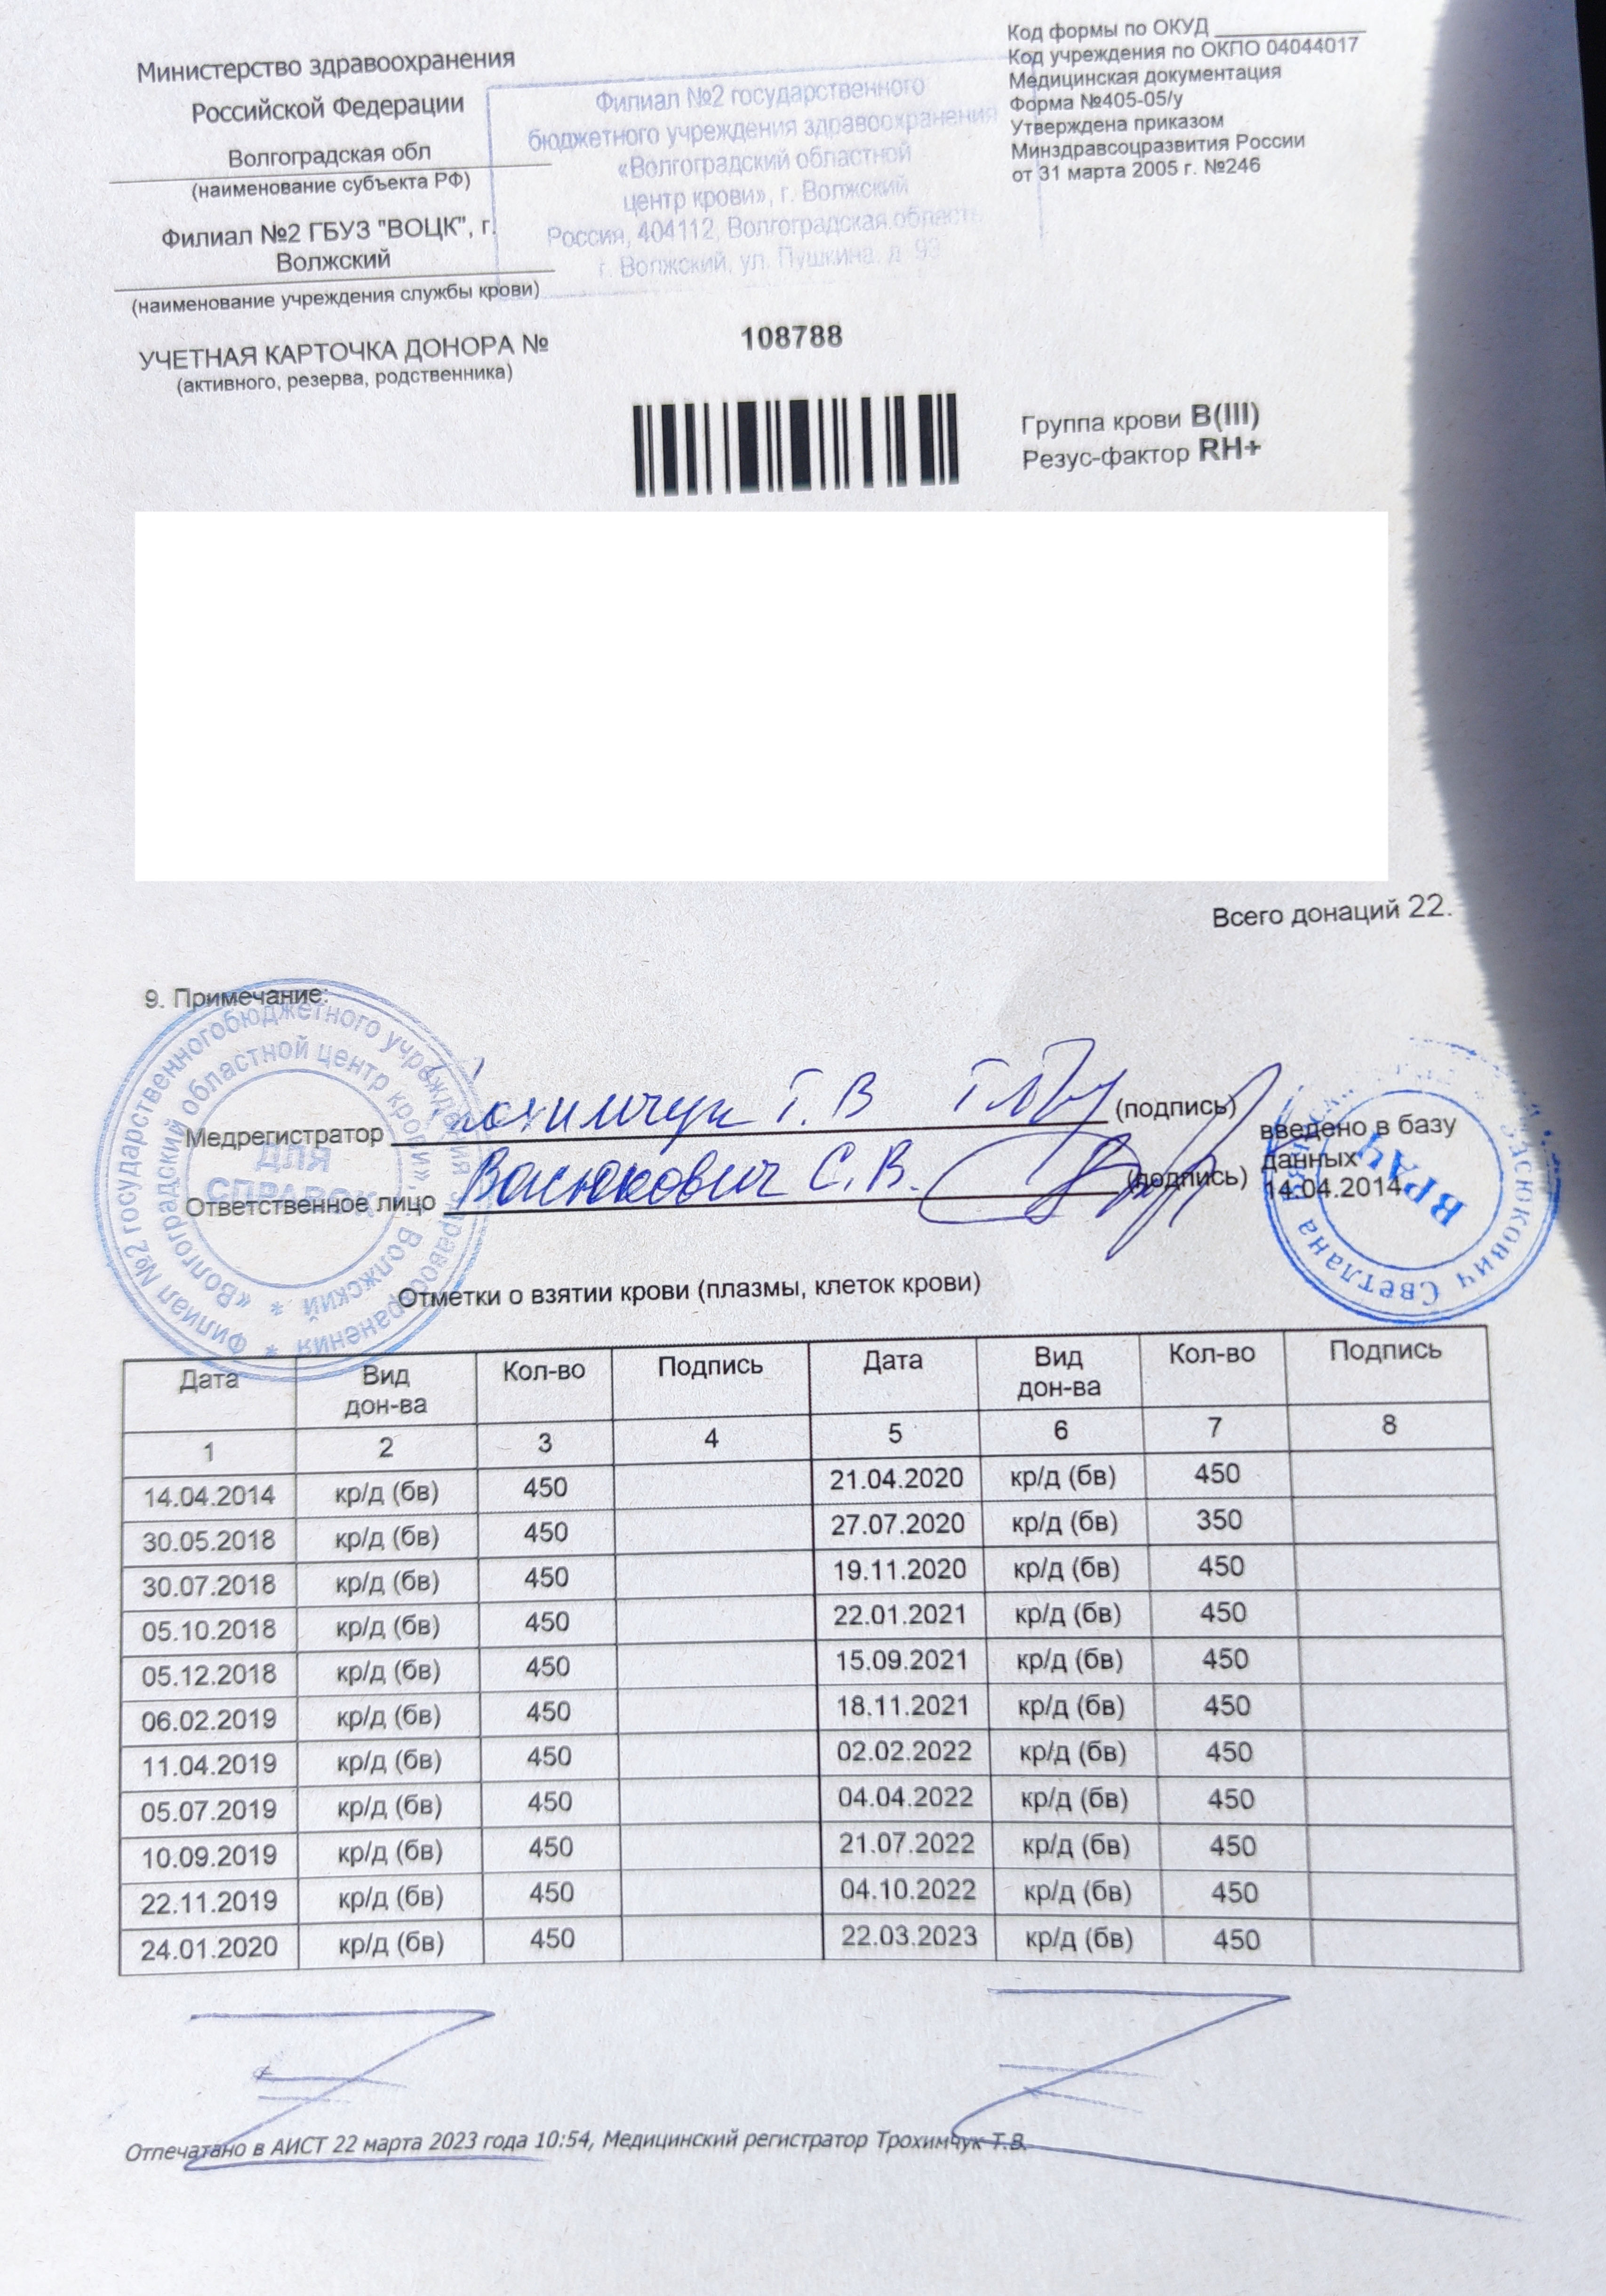 Министерство здравоохранения
Российской Федерации
Волгоградская обл
(наименование субъекта РФ)
Филиал №2 ГБУЗ "ВОЦК", г.
Волжский
(наименование учреждения службы крови)
Филиал №2 государственного
бюджетного учреждения здравоохранения
«Волгоградский областной
центр крови», г. Волжский
Россия, 404112, Волгоградская область
г. Волжский, ул. Пушкина, д. 93
Код формы по ОКУД
Код учреждения по ОКПО 04044017
Медицинская документация
Форма №405-05/у
Утверждена приказом
Минздравсоцразвития России
от 31 марта 2005 г. №246
УЧЕТНАЯ КАРТОЧКА ДОНОРА № 108788
(активного, резерва, родственника)
Группа крови B(III)
Резус-фактор RH+
Всего донаций 22.
9. Примечание:
Филиал №2 государственногобюджетного учреждения здравоохранения *
«Волгоградский областной центр крови», Волжский *
ДЛЯ
СПРАВОК
Медрегистратор Т. В (подпись)
Ответственное лицо Васюкович С. В. (подпись)
введено в базу
данных
14.04.2014
Васюкович Светлана
ВРАЧ
Отметки о взятии крови (плазмы, клеток крови)
Дата Вид дон-ва Кол-во Подпись Дата Вид дон-ва Кол-во Подпись
1 2 3 4 5 6 7 8
14.04.2014 кр/д (бв) 450 21.04.2020 кр/д (бв) 450
30.05.2018 кр/д (бв) 450 27.07.2020 кр/д (бв) 350
30.07.2018 кр/д (бв) 450 19.11.2020 кр/д (бв) 450
05.10.2018 кр/д (бв) 450 22.01.2021 кр/д (бв) 450
05.12.2018 кр/д (бв) 450 15.09.2021 кр/д (бв) 450
06.02.2019 кр/д (бв) 450 18.11.2021 кр/д (бв) 450
11.04.2019 кр/д (бв) 450 02.02.2022 кр/д (бв) 450
05.07.2019 кр/д (бв) 450 04.04.2022 кр/д (бв) 450
10.09.2019 кр/д (бв) 450 21.07.2022 кр/д (бв) 450
22.11.2019 кр/д (бв) 450 04.10.2022 кр/д (бв) 450
24.01.2020 кр/д (бв) 450 22.03.2023 кр/д (бв) 450
Отпечатано в АИСТ 22 марта 2023 года 10:54, Медицинский регистратор Трохимчук Т.В.